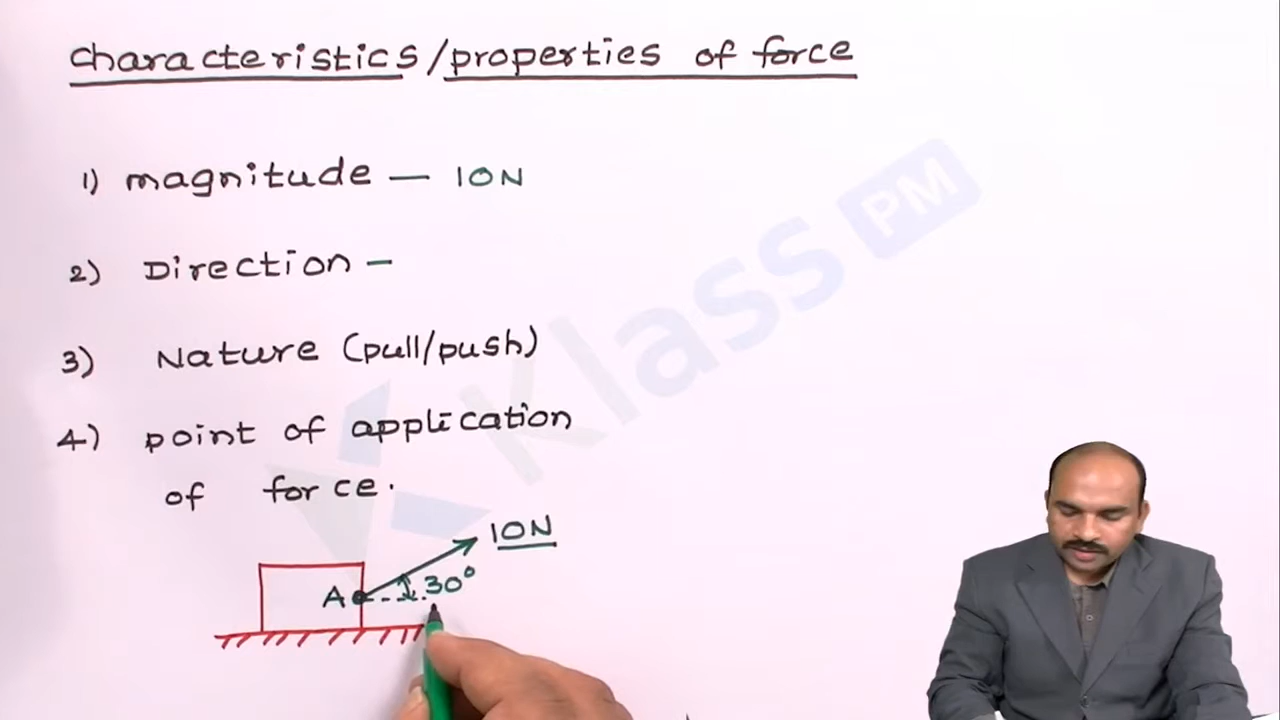 characteristics/properties of force
1) magnitude — 10N
2) Direction –
3) Nature (pull/push)
4) point of application
of force.
10N
A 30°
Klass PM